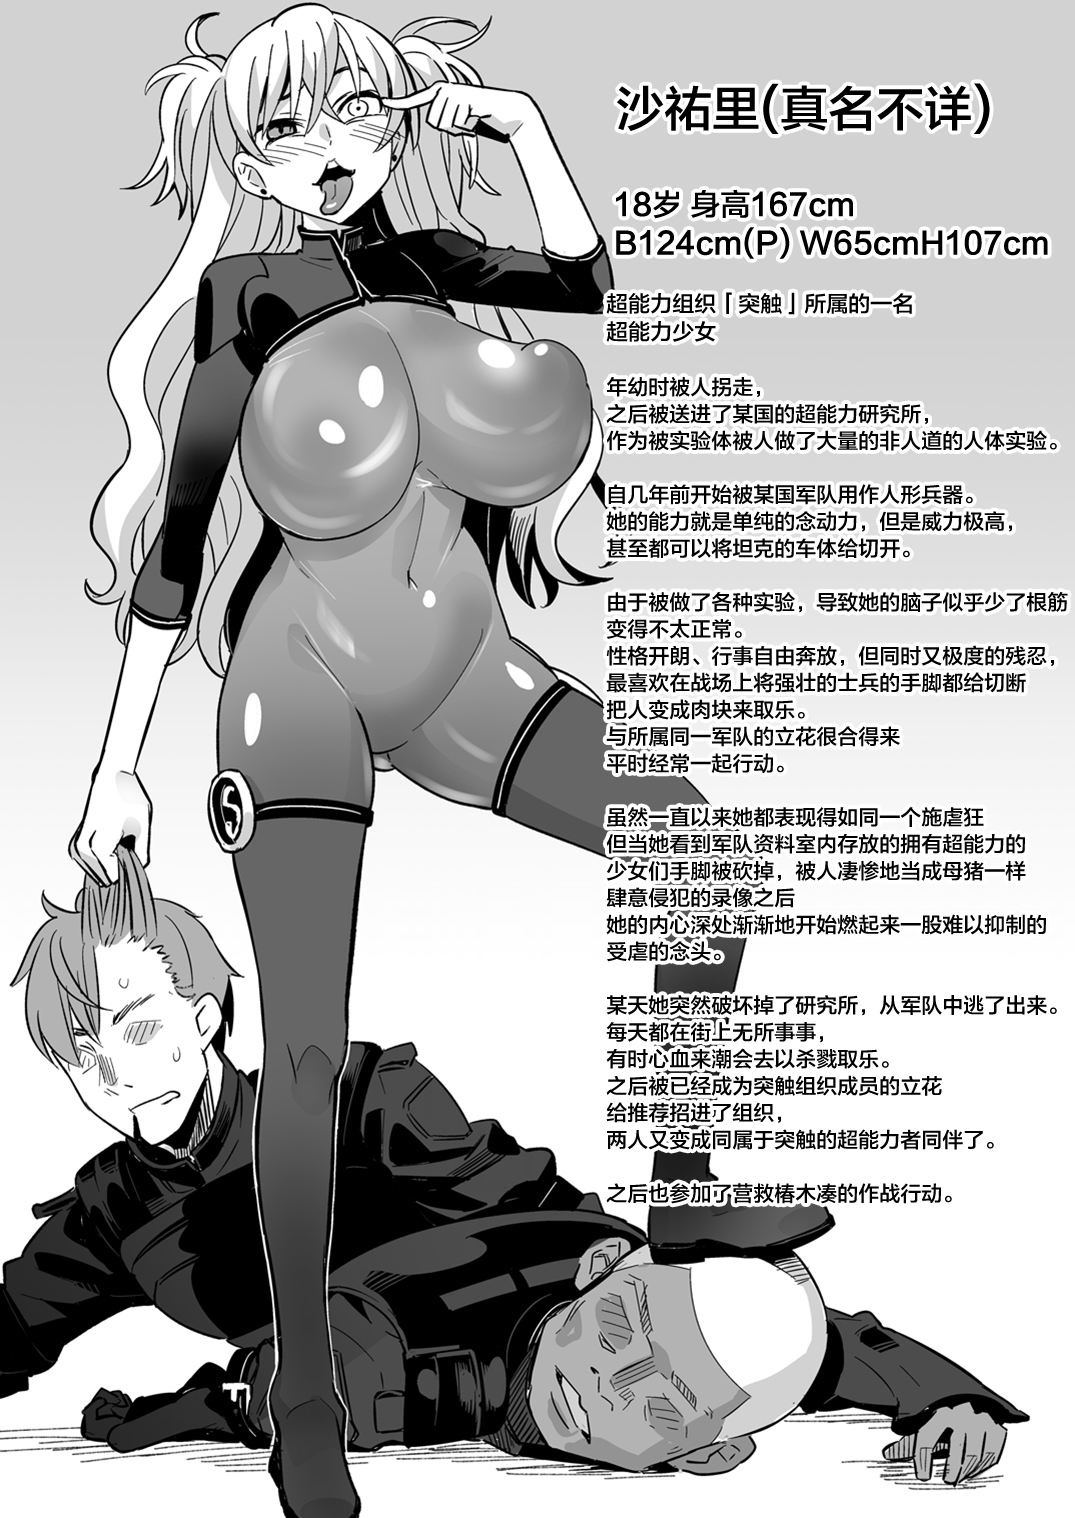 沙祐里(真名不详)
18岁 身高167cm
B124cm(P) W65cmH107cm
超能力组织「突触」所属的一名
超能力少女
年幼时被人拐走，
之后被送进了某国的超能力研究所，
作为被实验体被人做了大量的非人道的人体实验。
自几年前开始被某国军队用作人形兵器。
她的能力就是单纯的念动力，但是威力极高，
甚至都可以将坦克的车体给切开。
由于被做了各种实验，导致她的脑子似乎少了根筋
变得不太正常。
性格开朗、行事自由奔放，但同时又极度的残忍，
最喜欢在战场上将强壮的士兵的手脚都给切断
把人变成肉块来取乐。
与所属同一军队的立花很合得来
平时经常一起行动。
虽然一直以来她都表现得如同一个施虐狂
但当她看到军队资料室内存放的拥有超能力的
少女们手脚被砍掉，被人凄惨地当成母猪一样
肆意侵犯的录像之后
她的内心深处渐渐地开始燃起来一股难以抑制的
受虐的念头。
某天她突然破坏掉了研究所，从军队中逃了出来。
每天都在街上无所事事，
有时心血来潮会去以杀戮取乐。
之后被已经成为突触组织成员的立花
给推荐招进了组织，
两人又变成同属于突触的超能力者同伴了。
之后也参加了营救椿木凑的作战行动。
S